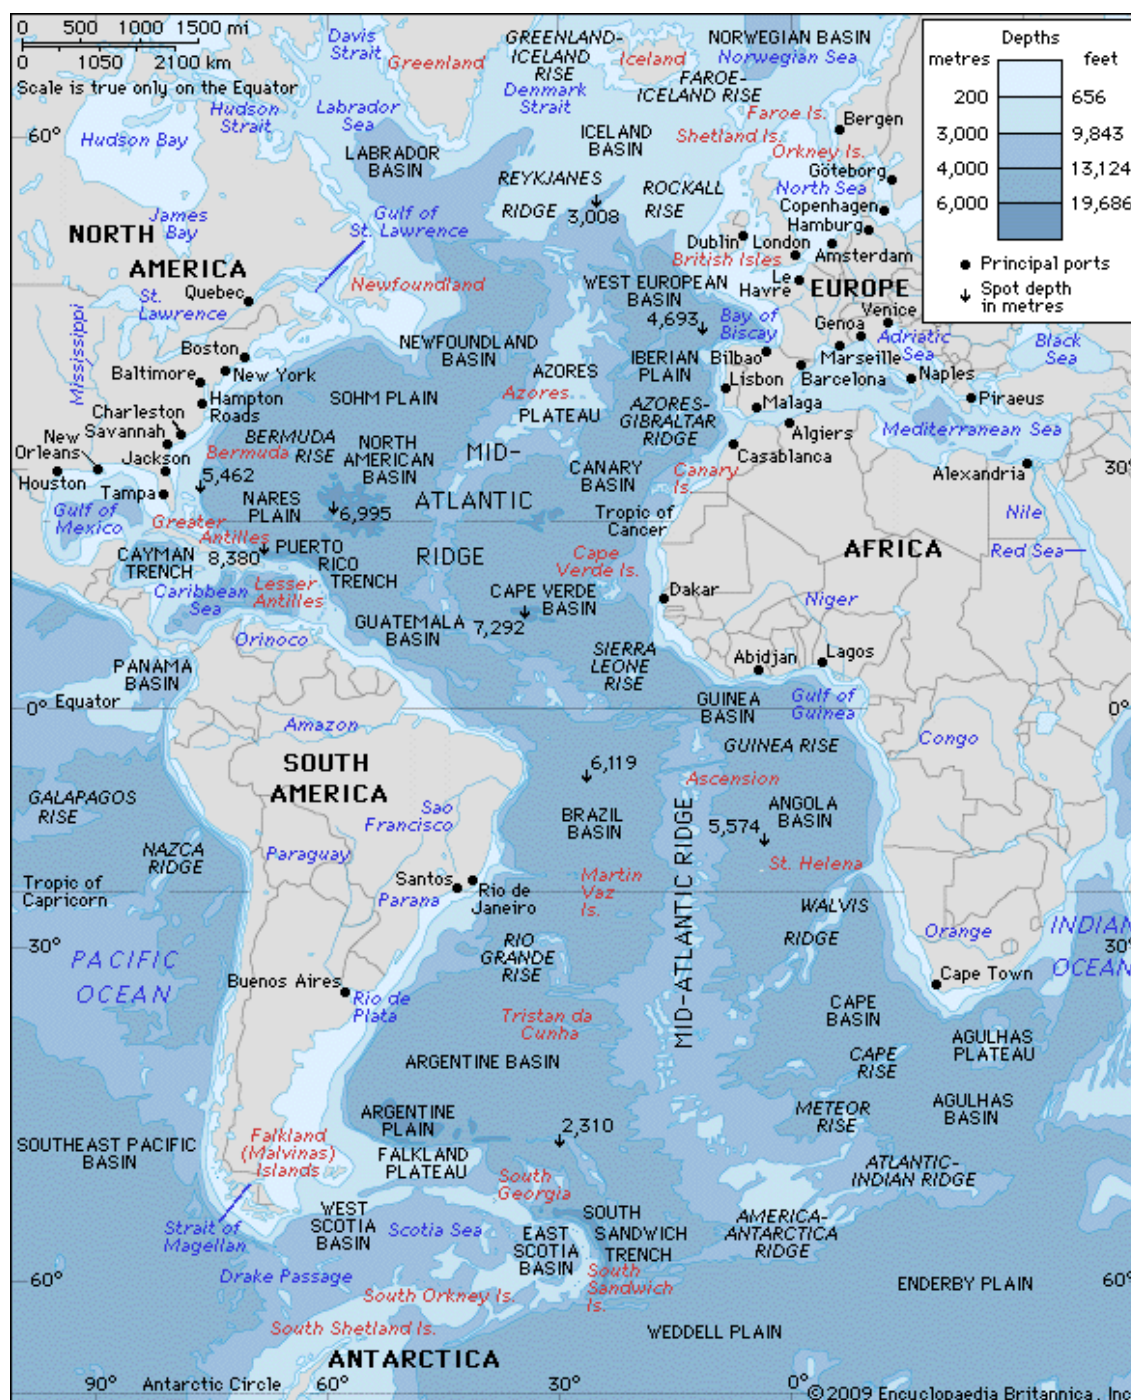 0 500 1000 1500 mi
0 1050 2100 km
Scale is true only on the Equator
Davis
Strait
Greenland
GREENLAND-
ICELAND
RISE
Denmark
Strait
Iceland
NORWEGIAN BASIN
Norwegian Sea
FAROE-
ICELAND RISE
Depths
metres feet
200 656
3,000 9,843
4,000 13,124
6,000 19,686
Principal ports
Spot depth
in metres
Hudson
Strait
Labrador
Sea
Hudson Bay
60°
LABRADOR
BASIN
ICELAND
BASIN
Faroe Is.
Shetland Is.
Orkney Is.
Bergen
Göteborg
North Sea
Copenhagen
Hamburg
Amsterdam
REYKJANES
RIDGE
3,008
ROCKALL
RISE
James
Bay
Gulf of
St. Lawrence
NORTH
AMERICA
Dublin
London
British Isles
Le
Havre
EUROPE
Newfoundland
Quebec
St.
Lawrence
WEST EUROPEAN
BASIN
4,693
Bay of
Biscay
Venice
Genoa
Adriatic
Sea
Black
Sea
Mississippi
Boston
New York
Baltimore
Hampton
Roads
NEWFOUNDLAND
BASIN
AZORES
Azores
PLATEAU
IBERIAN
PLAIN
Bilbao
Marseille
Barcelona
Naples
Lisbon
Malaga
Piraeus
SOHM PLAIN
Charleston
Savannah
New
Orleans
Jackson
Houston
Tampa
BERMUDA
RISE
Bermuda
5,462
NORTH
AMERICAN
BASIN
MID-
ATLANTIC
RIDGE
AZORES-
GIBRALTAR
RIDGE
Algiers
Casablanca
Mediterranean Sea
Alexandria
30°
CANARY
BASIN
Canary
Is.
Gulf of
Mexico
NARES
PLAIN
6,995
Tropic of
Cancer
Nile
Red Sea
AFRICA
Greater
Antilles
CAYMAN
TRENCH
8,380
PUERTO
RICO
TRENCH
Cape
Verde Is.
Caribbean
Sea
Lesser
Antilles
CAPE VERDE
BASIN
7,292
Dakar
Niger
GUATEMALA
BASIN
Orinoco
SIERRA
LEONE
RISE
Abidjan
Lagos
PANAMA
BASIN
Equator
0°
GUINEA
BASIN
Gulf of
Guinea
0°
Amazon
GUINEA RISE
Congo
SOUTH
AMERICA
6,119
Ascension
GALAPAGOS
RISE
Sao
Francisco
BRAZIL
BASIN
ANGOLA
BASIN
5,574
MID-ATLANTIC RIDGE
NAZCA
RIDGE
Paraguay
St. Helena
Tropic of
Capricorn
Santos
Parana
Rio de
Janeiro
Martin
Vaz
Is.
WALVIS
RIDGE
Orange
INDIAN
OCEAN
30°
PACIFIC
OCEAN
RIO
GRANDE
RISE
30°
Buenos Aires
Rio de
Plata
Cape Town
Tristan da
Cunha
CAPE
BASIN
AGULHAS
PLATEAU
ARGENTINE BASIN
CAPE
RISE
ARGENTINE
PLAIN
2,310
METEOR
RISE
AGULHAS
BASIN
SOUTHEAST PACIFIC
BASIN
Falkland
(Malvinas)
Islands
FALKLAND
PLATEAU
South
Georgia
ATLANTIC-
INDIAN RIDGE
Strait of
Magellan
WEST
SCOTIA
BASIN
Scotia Sea
EAST
SCOTIA
BASIN
SOUTH
SANDWICH
TRENCH
AMERICA-
ANTARCTICA
RIDGE
60°
Drake Passage
South
Sandwich
Is.
ENDERBY PLAIN
60°
South Orkney Is.
South Shetland Is.
WEDDELL PLAIN
ANTARCTICA
90°
Antarctic Circle
60°
30°
0°
©2009 Encyclopaedia Britannica, Inc